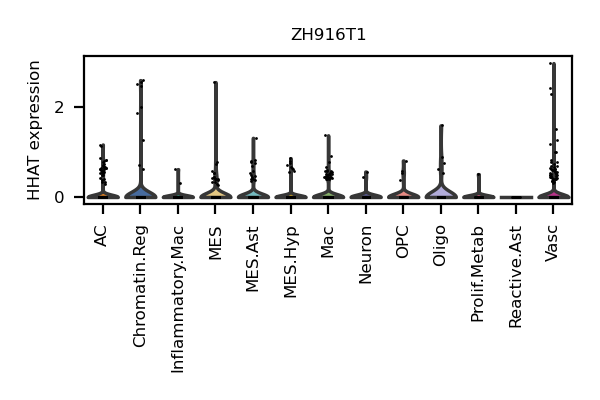 ZH916T1
HHAT expression
2
0
AC
Chromatin.Reg
Inflammatory.Mac
MES
MES.Ast
MES.Hyp
Mac
Neuron
OPC
Oligo
Prolif.Metab
Reactive.Ast
Vasc